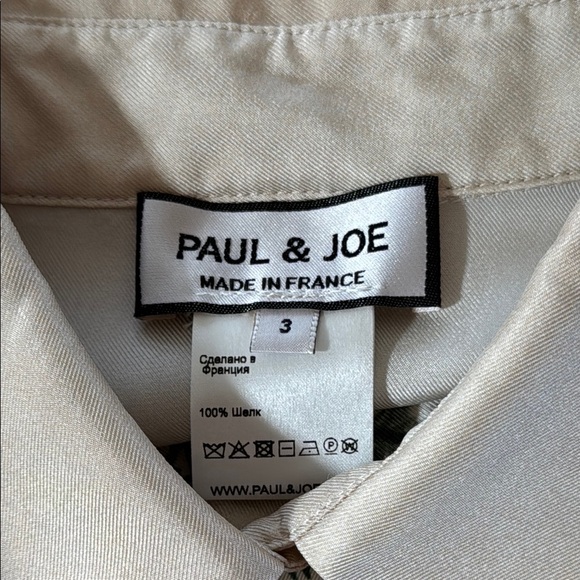 PAUL & JOE
MADE IN FRANCE
3
Сделано в
Франция
100% Шелк
P W
WWW.PAUL&JOE